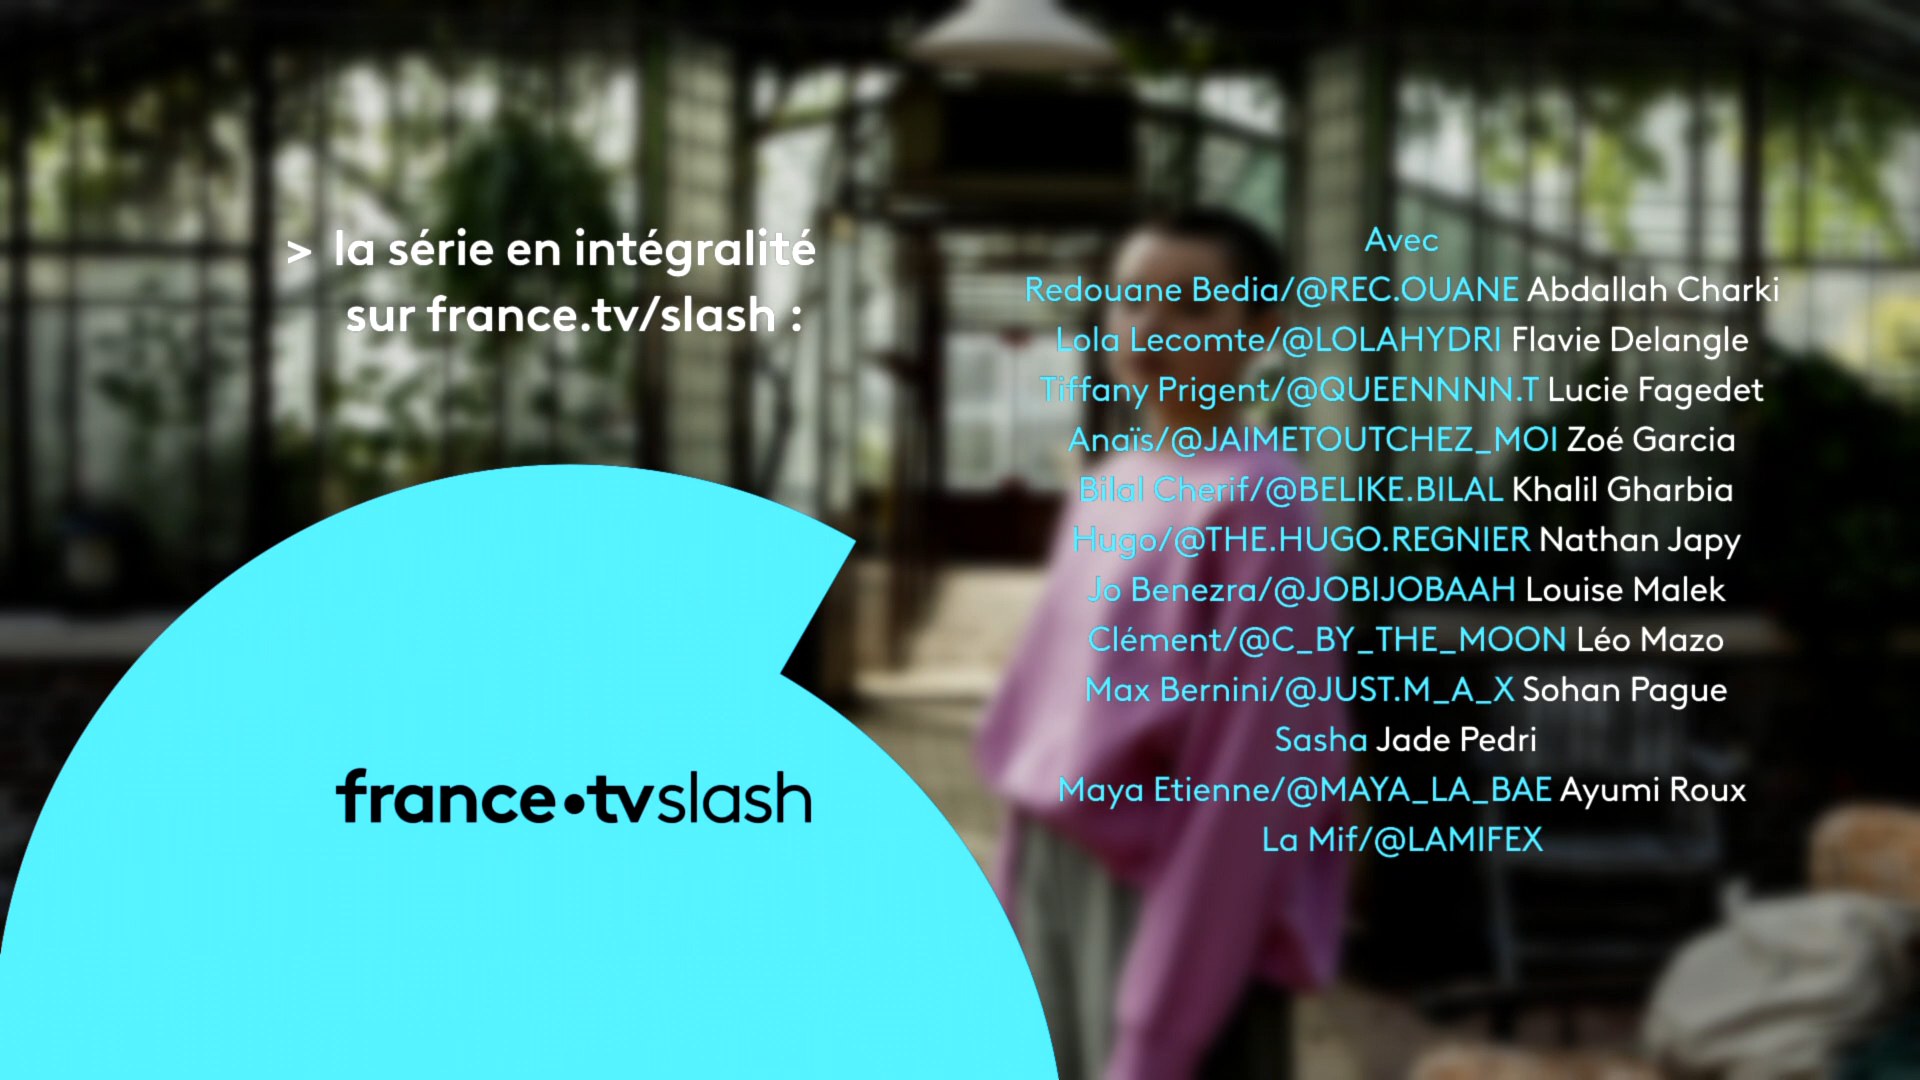 > la série en intégralité
sur france.tv/slash :
france•tvslash
Avec
Redouane Bedia/@REC.OUANE Abdallah Charki
Lola Lecomte/@LOLAHYDRI Flavie Delangle
Tiffany Prigent/@QUEENNNN.T Lucie Fagedet
Anaïs/@JAIMETOUTCHEZ_MOI Zoé Garcia
Bilal Cherif/@BELIKE.BILAL Khalil Gharbia
Hugo/@THE.HUGO.REGNIER Nathan Japy
Jo Benezra/@JOBIJOBAAH Louise Malek
Clément/@C_BY_THE_MOON Léo Mazo
Max Bernini/@JUST.M_A_X Sohan Pague
Sasha Jade Pedri
Maya Etienne/@MAYA_LA_BAE Ayumi Roux
La Mif/@LAMIFEX